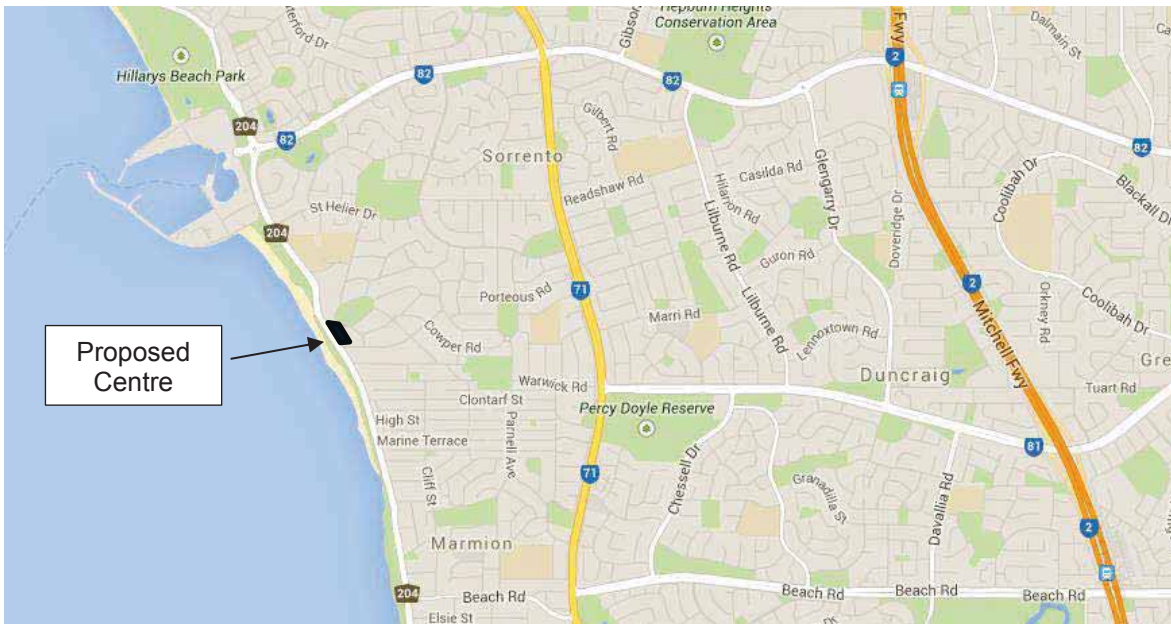 Hepburn Heights
Conservation Area
Gibson
Fwy
Dalmain St
Ca
Hillarys Beach Park
82
2
82
204
82
82
Gilbert Rd
Sorrento
Casilda Rd
Glengarry Dr
Coolibah Dr
Blackall Dr
Readshaw Rd
Hilarion Rd
Lilburne Rd
Doveridge Dr
St Helier Dr
204
Guron Rd
2
Orkney Rd
Porteous Rd
71
Marri Rd
Lilburne Rd
Lennoxtown Rd
Mitchell Fwy
Coolibah Dr
Proposed
Centre
Cowper Rd
Gre
Duncraig
Warwick Rd
Tuart Rd
Clontarf St
Percy Doyle Reserve
High St
Parnell Ave
Marine Terrace
81
Cliff St
71
Chessell Dr
Granadilla St
Davallia Rd
2
Marmion
204
Beach Rd
Beach Rd
Beach Rd
Elsie St